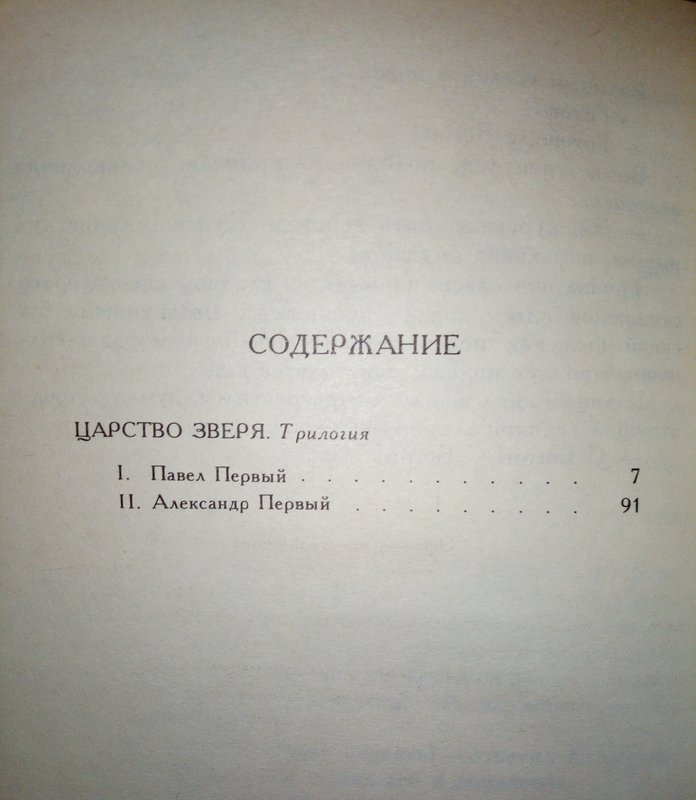 СОДЕРЖАНИЕ
ЦАРСТВО ЗВЕРЯ. Трилогия
I. Павел Первый . . . . . . . . . . . 7
II. Александр Первый . . . . . . . . . 91